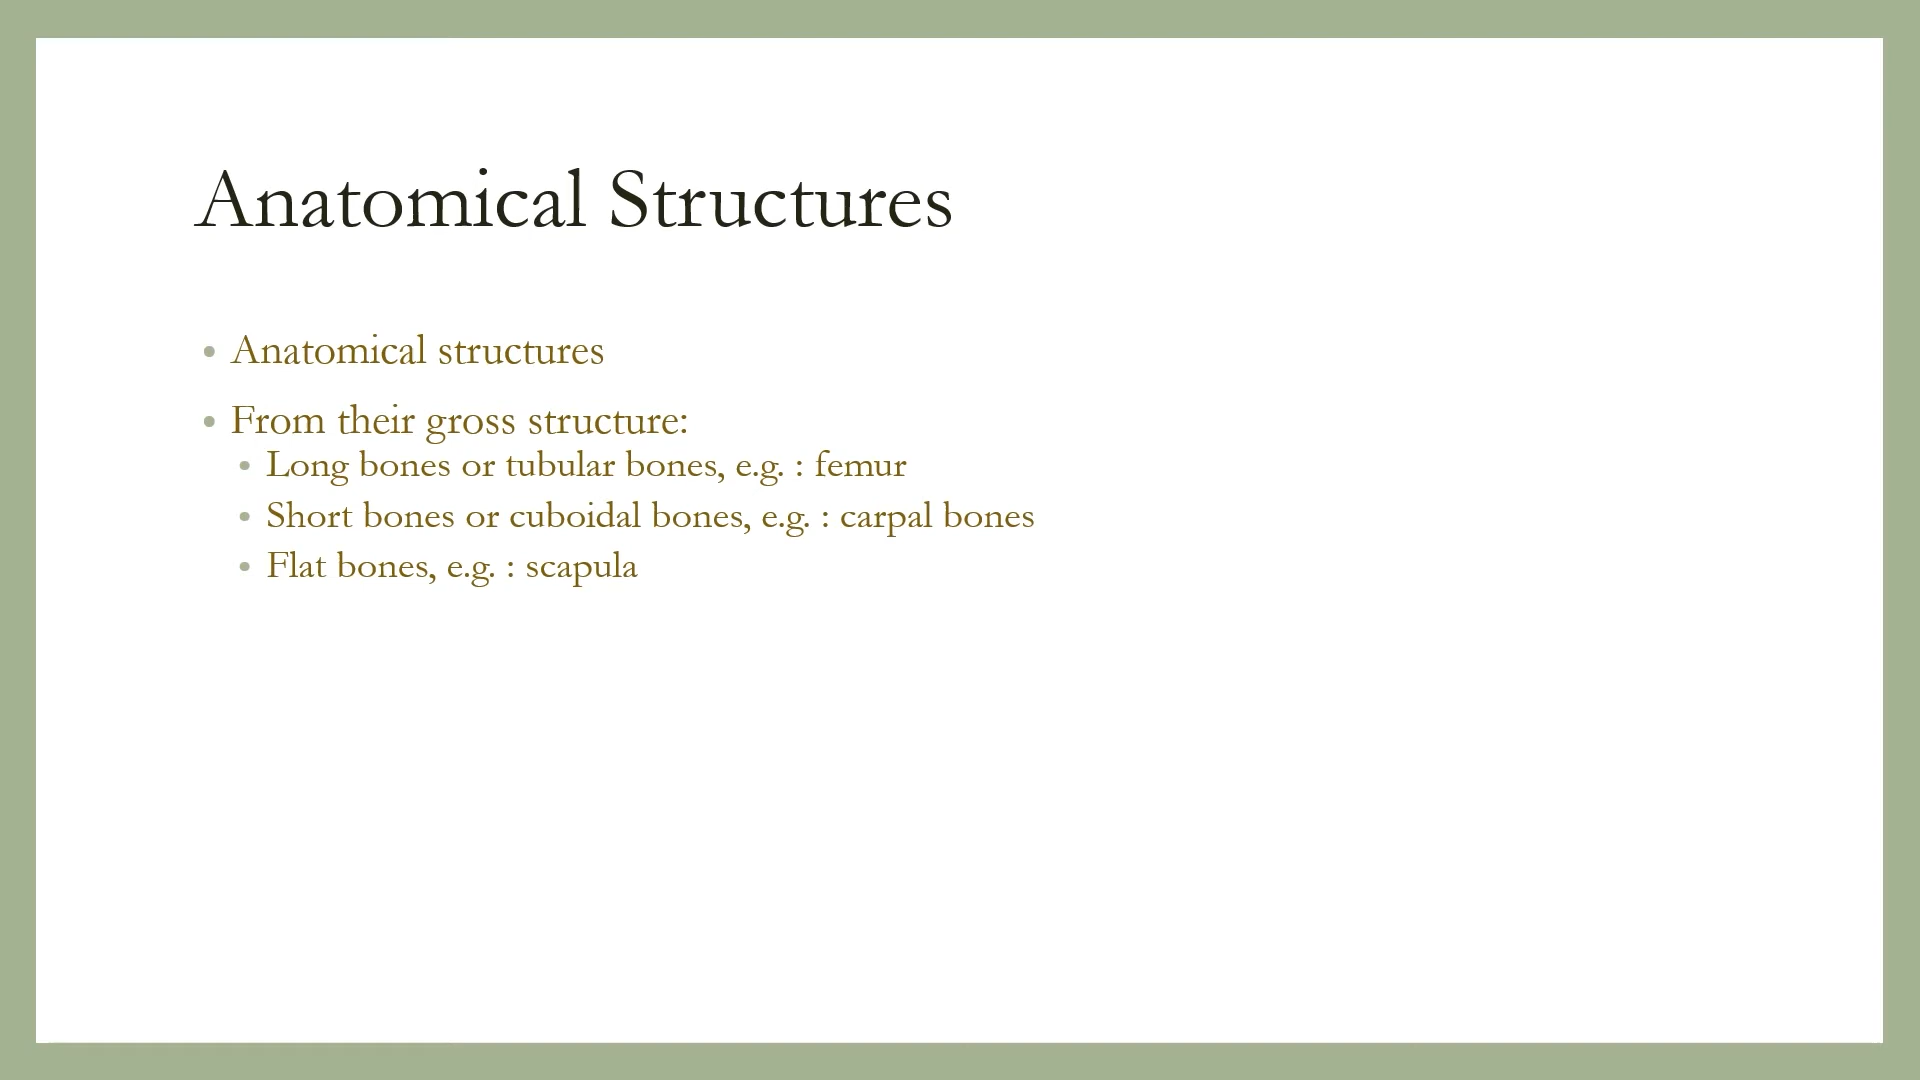 Anatomical Structures
• Anatomical structures
• From their gross structure:
• Long bones or tubular bones, e.g. : femur
• Short bones or cuboidal bones, e.g. : carpal bones
• Flat bones, e.g. : scapula